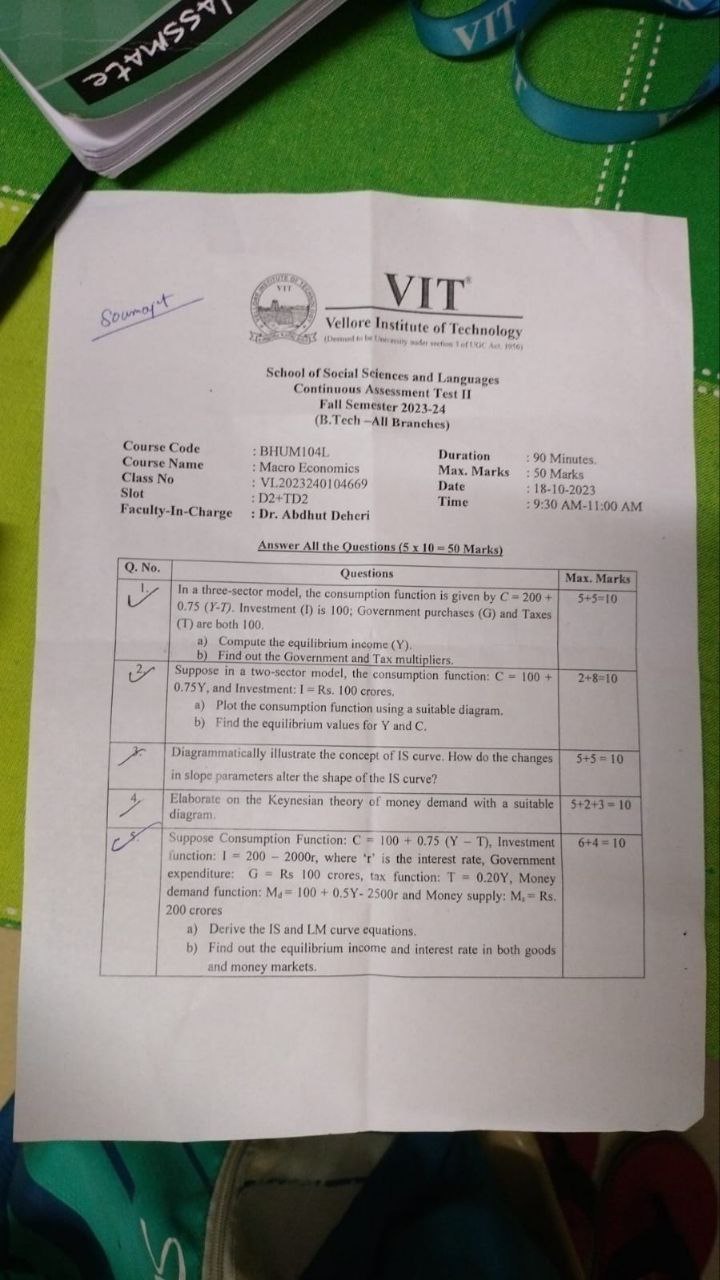 classmate
VIT
Soumajit
VIT
VIT®
Vellore Institute of Technology
(Deemed to be University under section 3 of UGC Act, 1956)
School of Social Sciences and Languages
Continuous Assessment Test II
Fall Semester 2023-24
(B.Tech –All Branches)
Course Code : BHUM104L Duration : 90 Minutes.
Course Name : Macro Economics Max. Marks : 50 Marks
Class No : VL2023240104669 Date : 18-10-2023
Slot : D2+TD2 Time : 9:30 AM-11:00 AM
Faculty-In-Charge : Dr. Abdhut Deheri
Answer All the Questions (5 x 10 = 50 Marks)
Q. No. Questions Max. Marks
1. In a three-sector model, the consumption function is given by C = 200 + 5+5=10
0.75 (Y-T). Investment (I) is 100; Government purchases (G) and Taxes
(T) are both 100.
a) Compute the equilibrium income (Y).
b) Find out the Government and Tax multipliers.
2. Suppose in a two-sector model, the consumption function: C = 100 + 2+8=10
0.75Y, and Investment: I = Rs. 100 crores.
a) Plot the consumption function using a suitable diagram.
b) Find the equilibrium values for Y and C.
3. Diagrammatically illustrate the concept of IS curve. How do the changes 5+5 = 10
in slope parameters alter the shape of the IS curve?
4. Elaborate on the Keynesian theory of money demand with a suitable 5+2+3 = 10
diagram.
5. Suppose Consumption Function: C = 100 + 0.75 (Y – T), Investment 6+4 = 10
function: I = 200 – 2000r, where 'r' is the interest rate, Government
expenditure: G = Rs 100 crores, tax function: T = 0.20Y, Money
demand function: Md = 100 + 0.5Y- 2500r and Money supply: Ms = Rs.
200 crores
a) Derive the IS and LM curve equations.
b) Find out the equilibrium income and interest rate in both goods
and money markets.